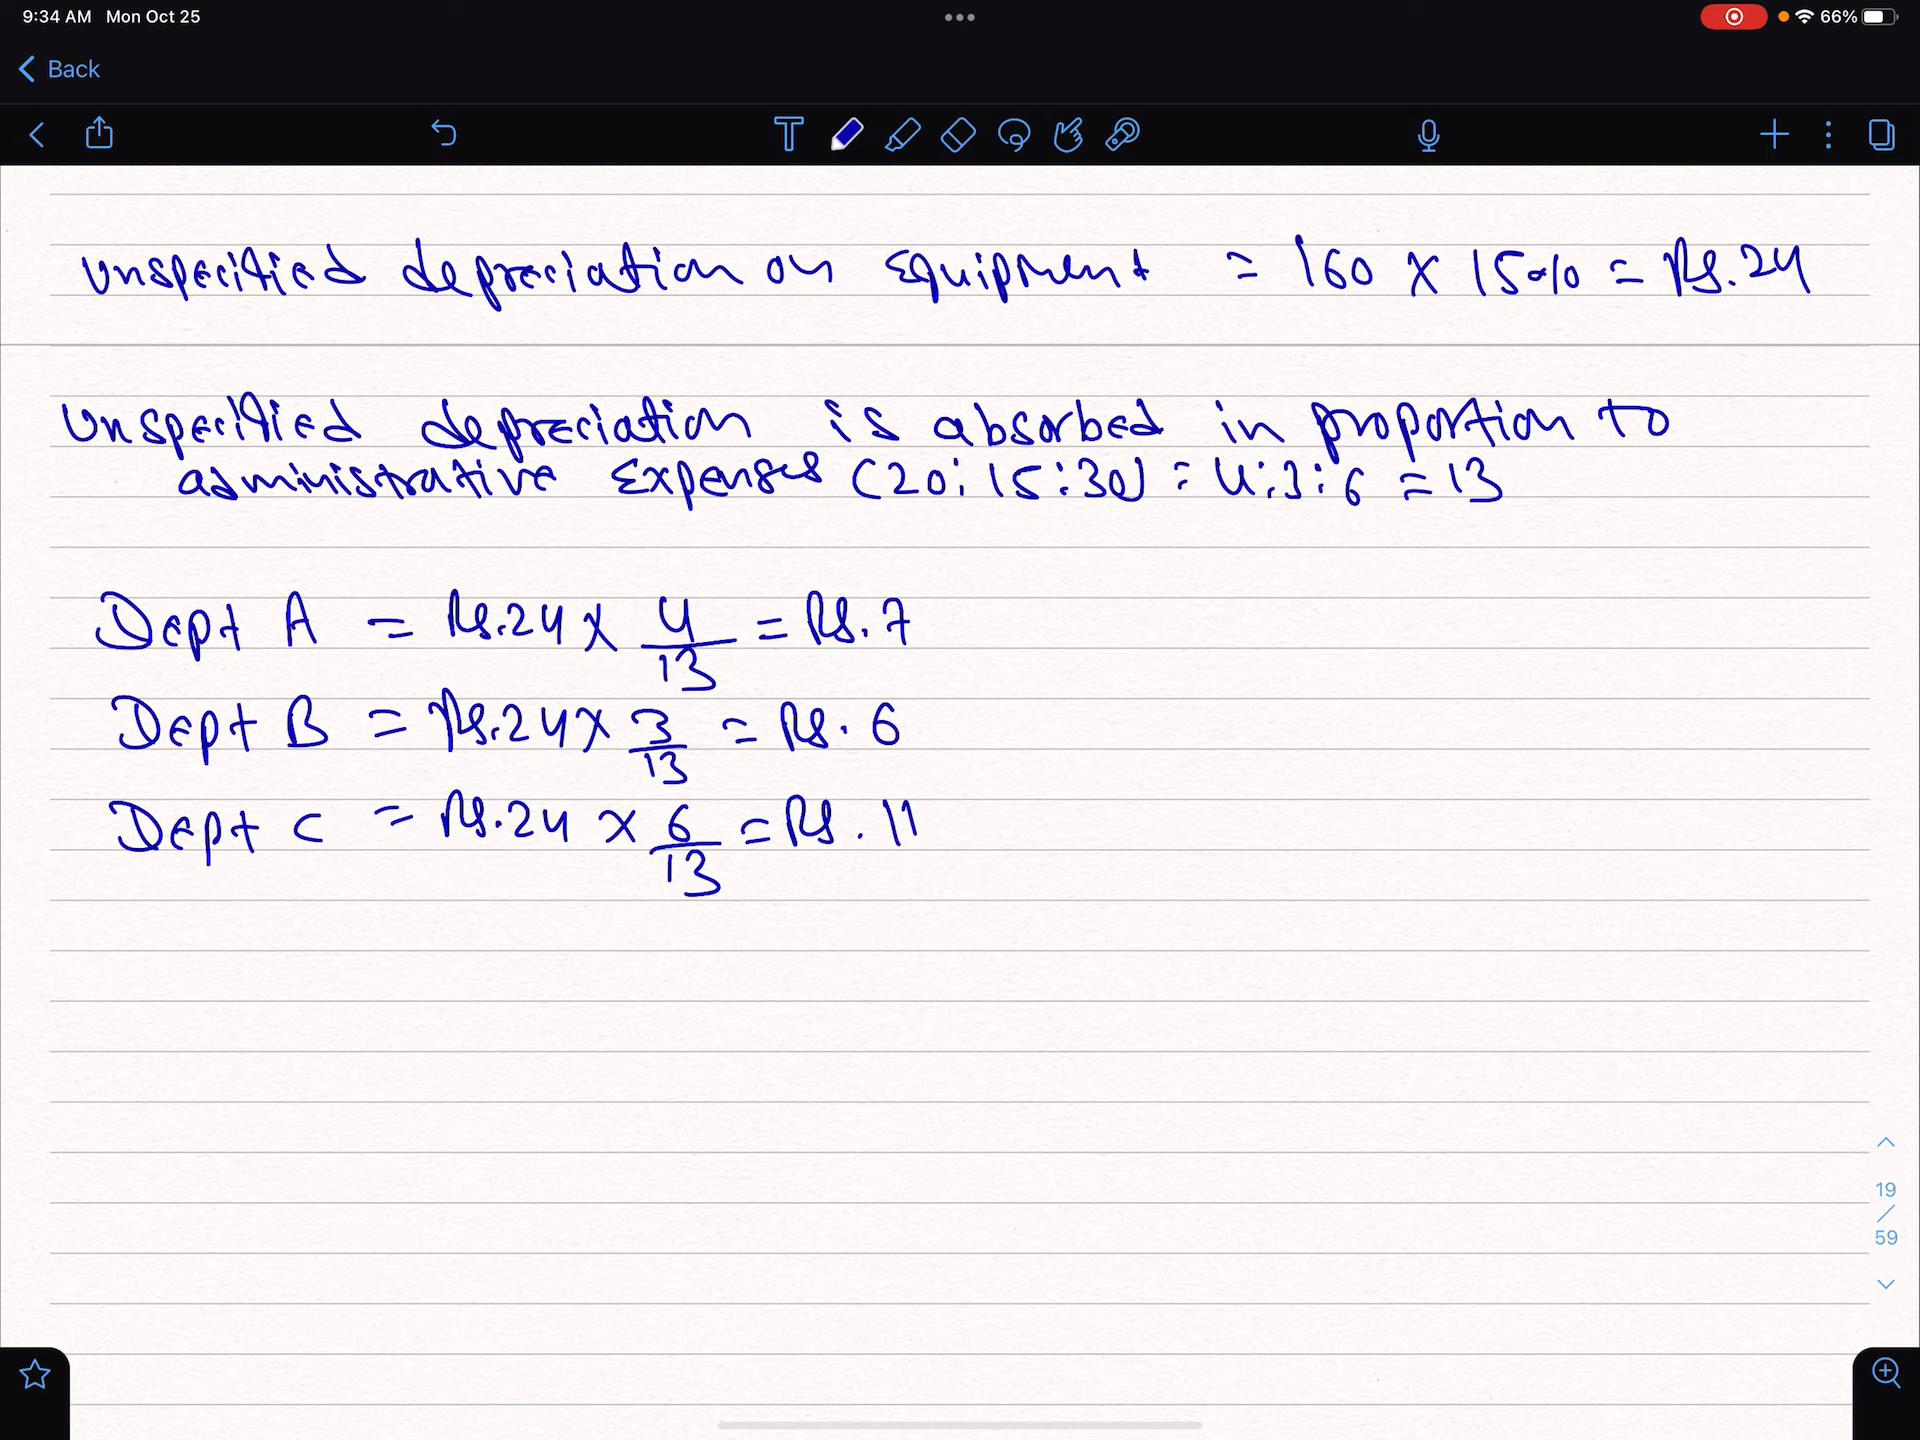 9:34 AM Mon Oct 25
66%
Back
Unspecified depreciation on Equipment = 160 x 15% = Rs.24
Unspecified depreciation is absorbed in proportion to
administrative Expenses (20:15:30) = 4:3:6 = 13
Dept A = Rs.24 x 4/13 = Rs. 7
Dept B = Rs.24 x 3/13 = Rs. 6
Dept C = Rs.24 x 6/13 = Rs. 11
19
/
59